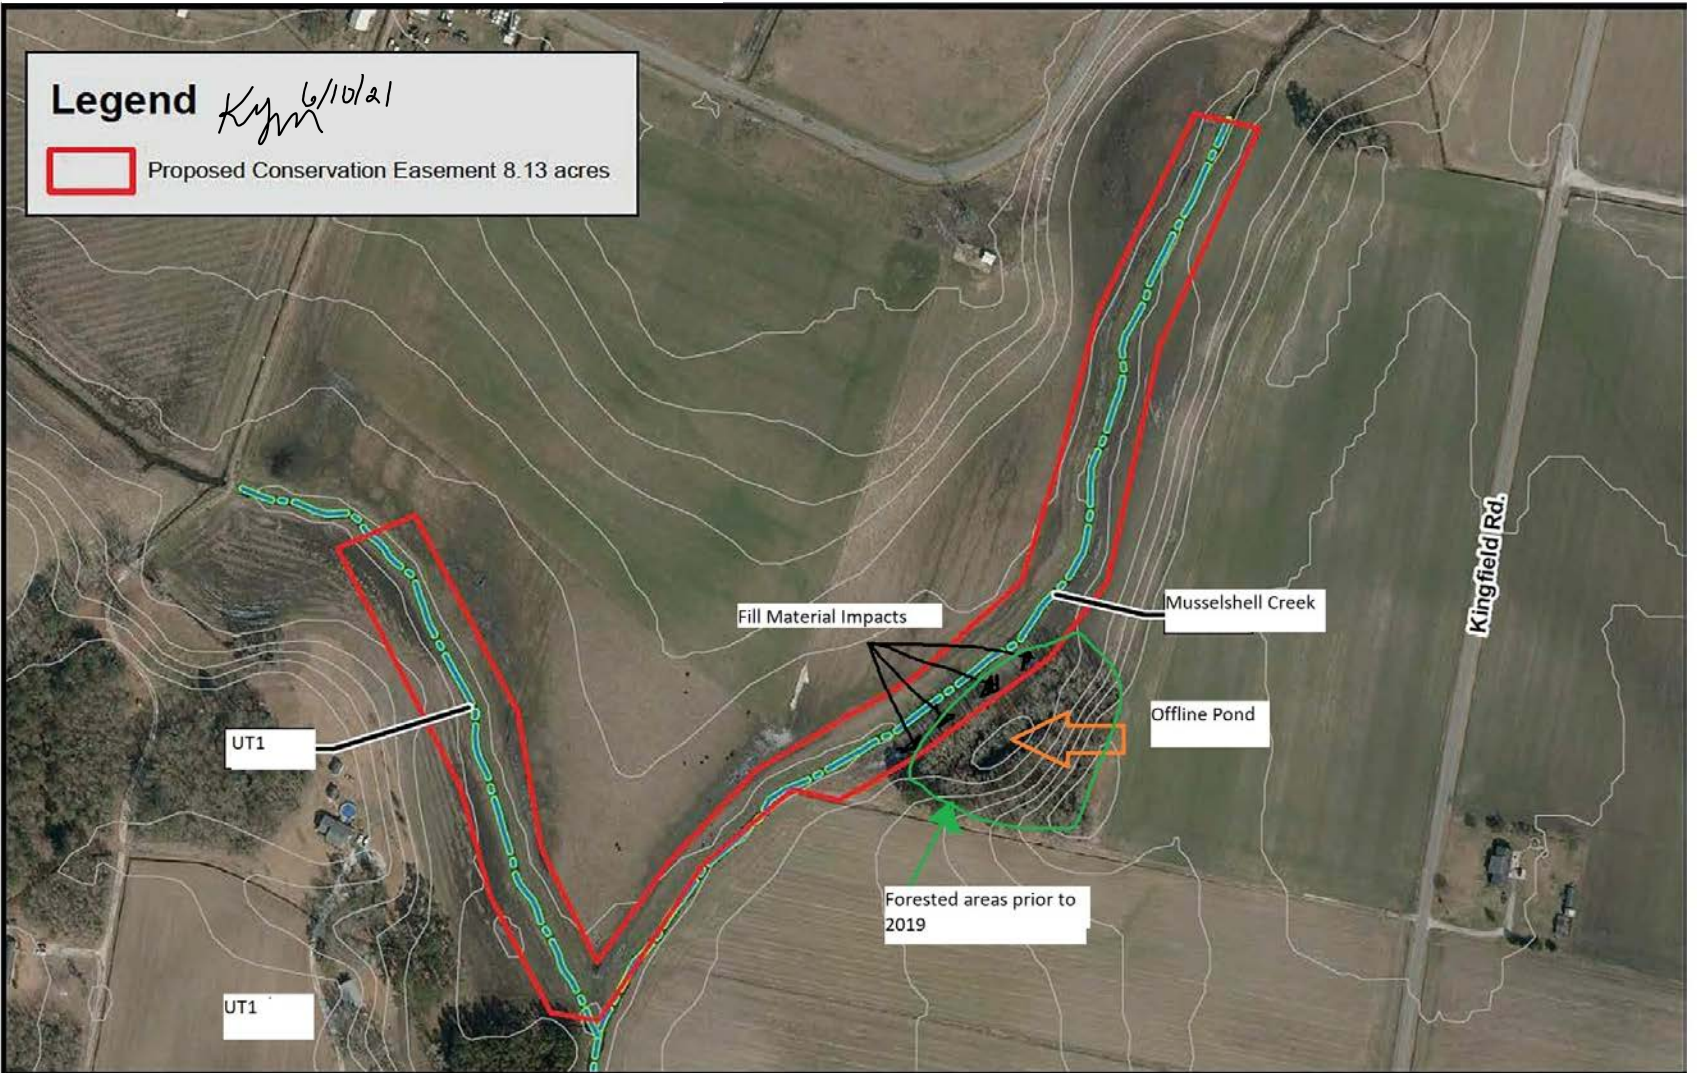 Legend
Kym 6/10/21
Proposed Conservation Easement 8.13 acres
Kingfield Rd.
Fill Material Impacts
Musselshell Creek
Offline Pond
UT1
Forested areas prior to
2019
UT1